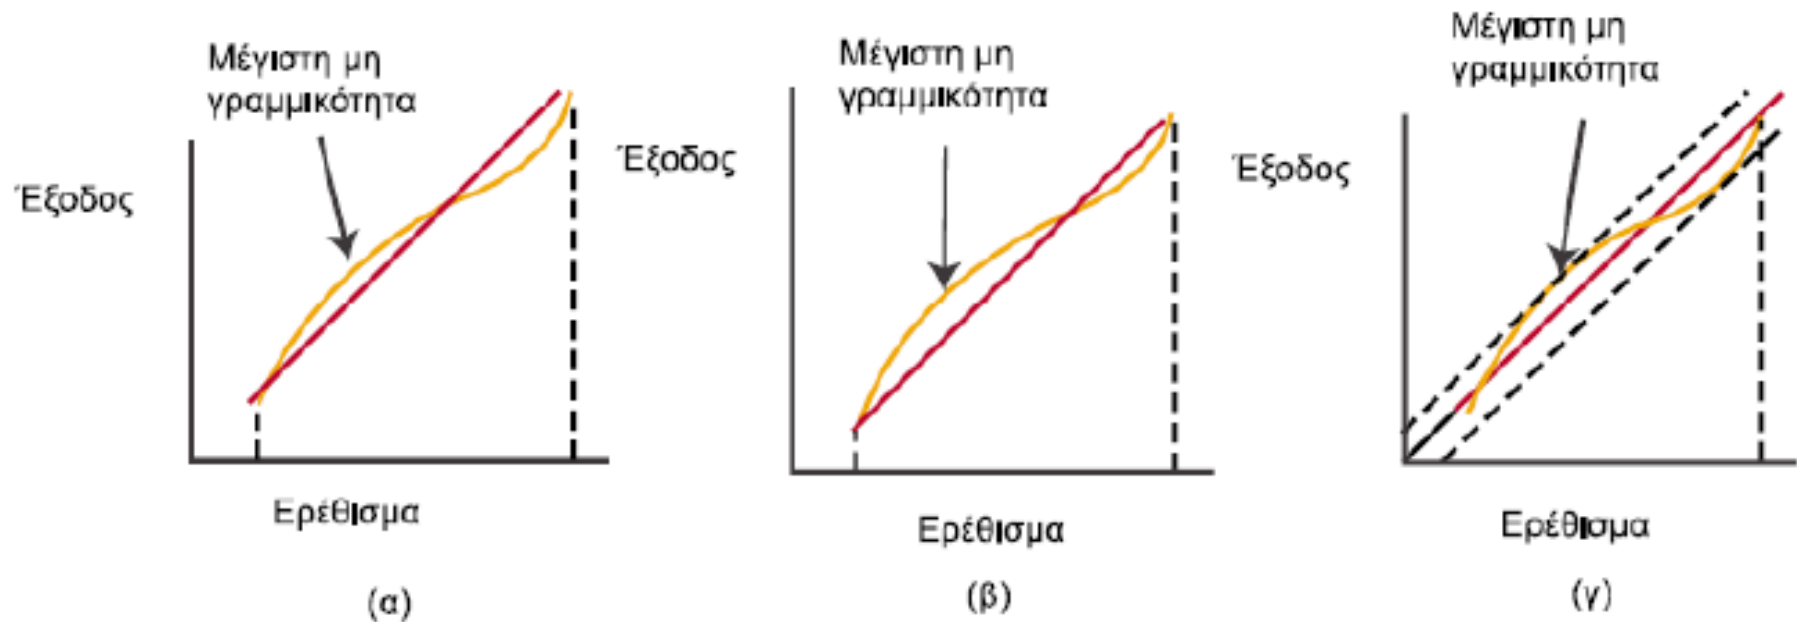 Μέγιστη μη
γραμμικότητα
Έξοδος
Ερέθισμα
(α)
Μέγιστη μη
γραμμικότητα
Έξοδος
Ερέθισμα
(β)
Μέγιστη μη
γραμμικότητα
Έξοδος
Ερέθισμα
(γ)